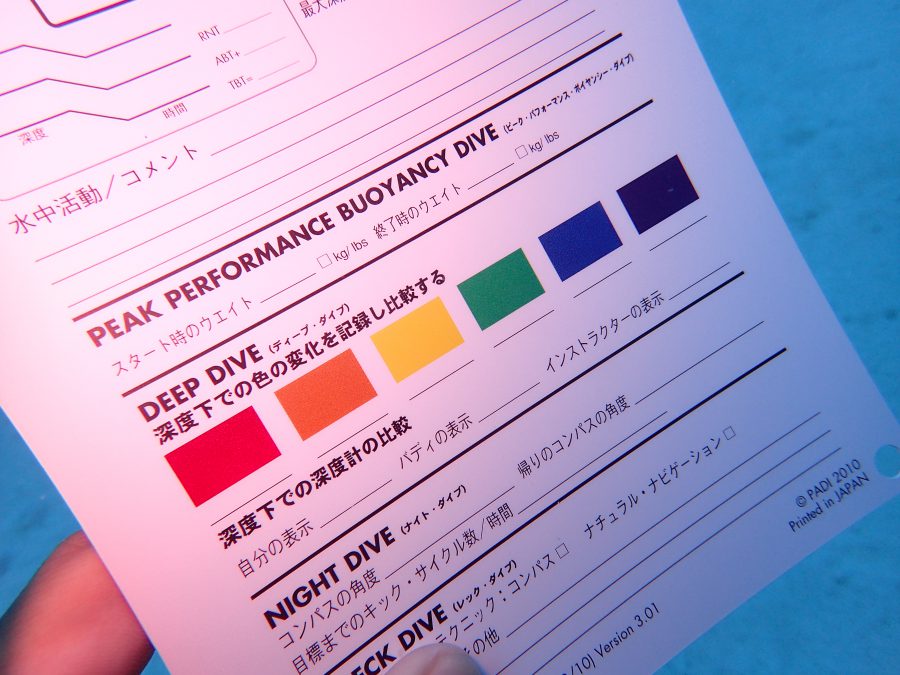 RNT
ABT+
TBT=
深度
時間
水中活動／コメント
PEAK PERFORMANCE BUOYANCY DIVE (ピーク・パフォーマンス・ボイヤンシー・ダイブ)
スタート時のウエイト □ kg/ lbs 終了時のウエイト □ kg/ lbs
DEEP DIVE (ディープ・ダイブ)
深度下での色の変化を記録し比較する
深度下での深度計の比較
自分の表示 バディの表示 インストラクターの表示
NIGHT DIVE (ナイト・ダイブ)
コンパスの角度 帰りのコンパスの角度
目標までのキック・サイクル数／時間
DIVE (レック・ダイブ)
テクニック：コンパス □ ナチュラル・ナビゲーション □
の他
© PADI 2010
Printed in JAPAN
/10) Version 3.01